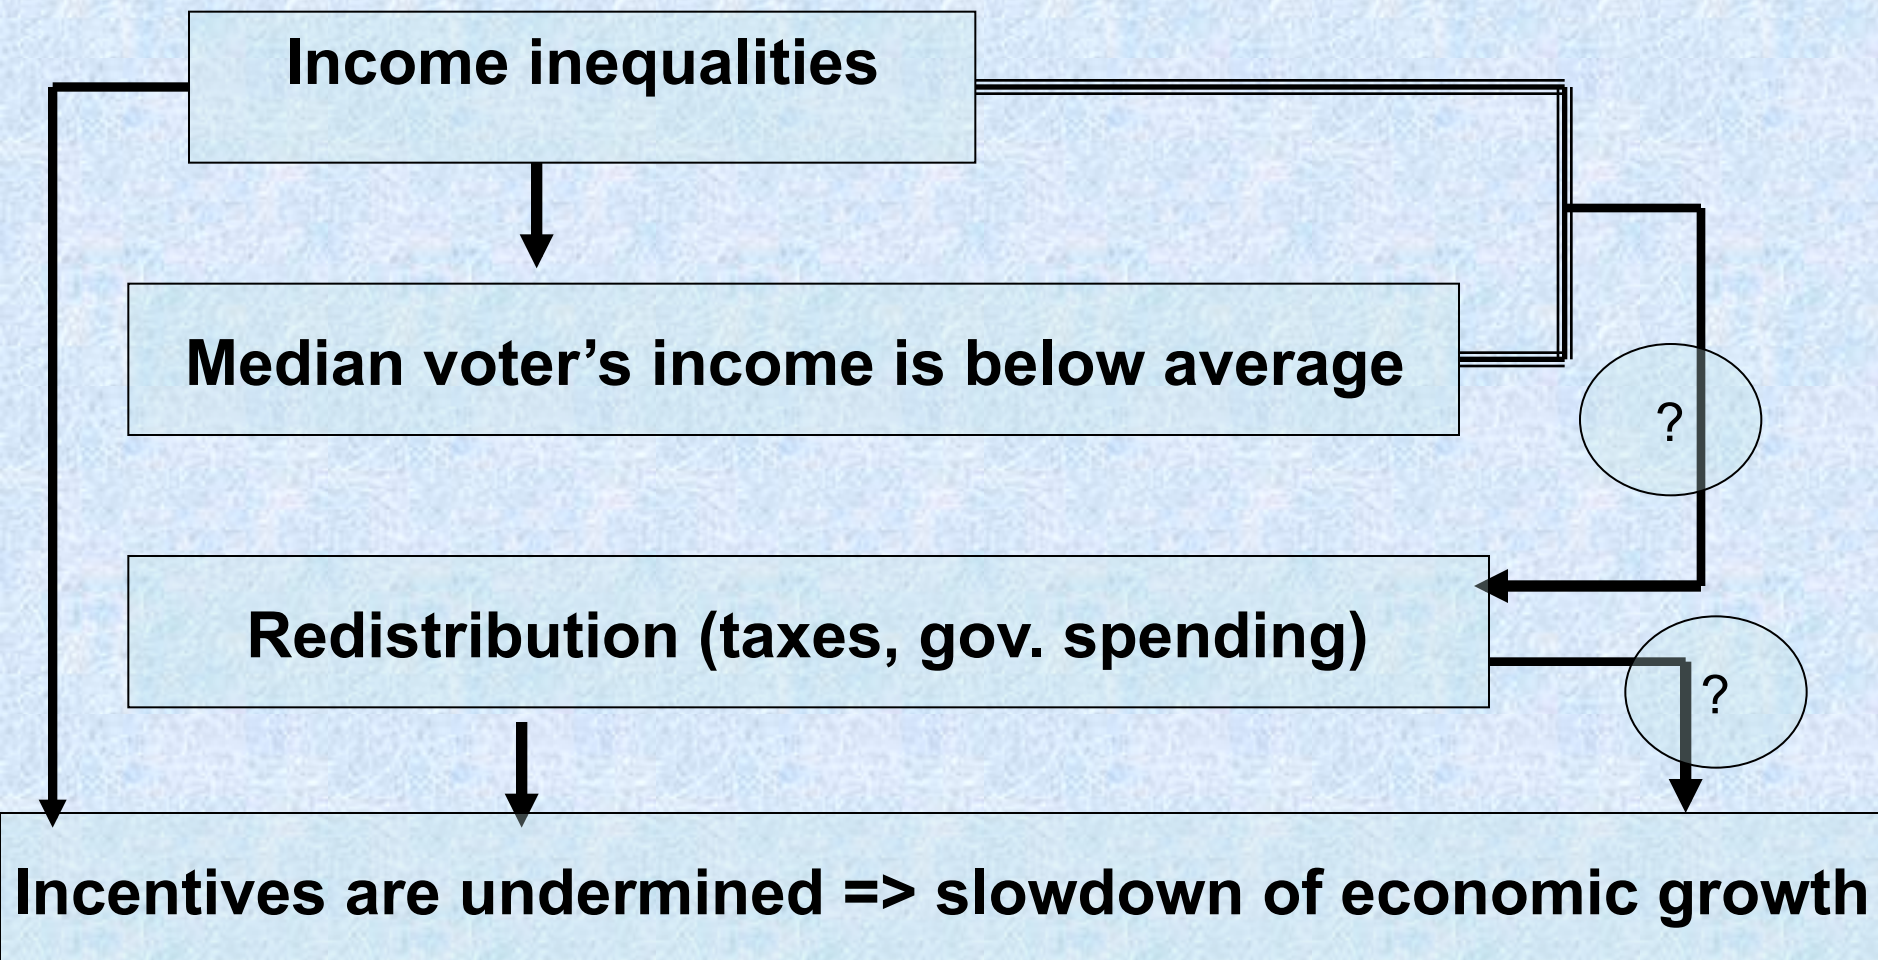 Income inequalities
Median voter’s income is below average
?
Redistribution (taxes, gov. spending)
?
Incentives are undermined => slowdown of economic growth